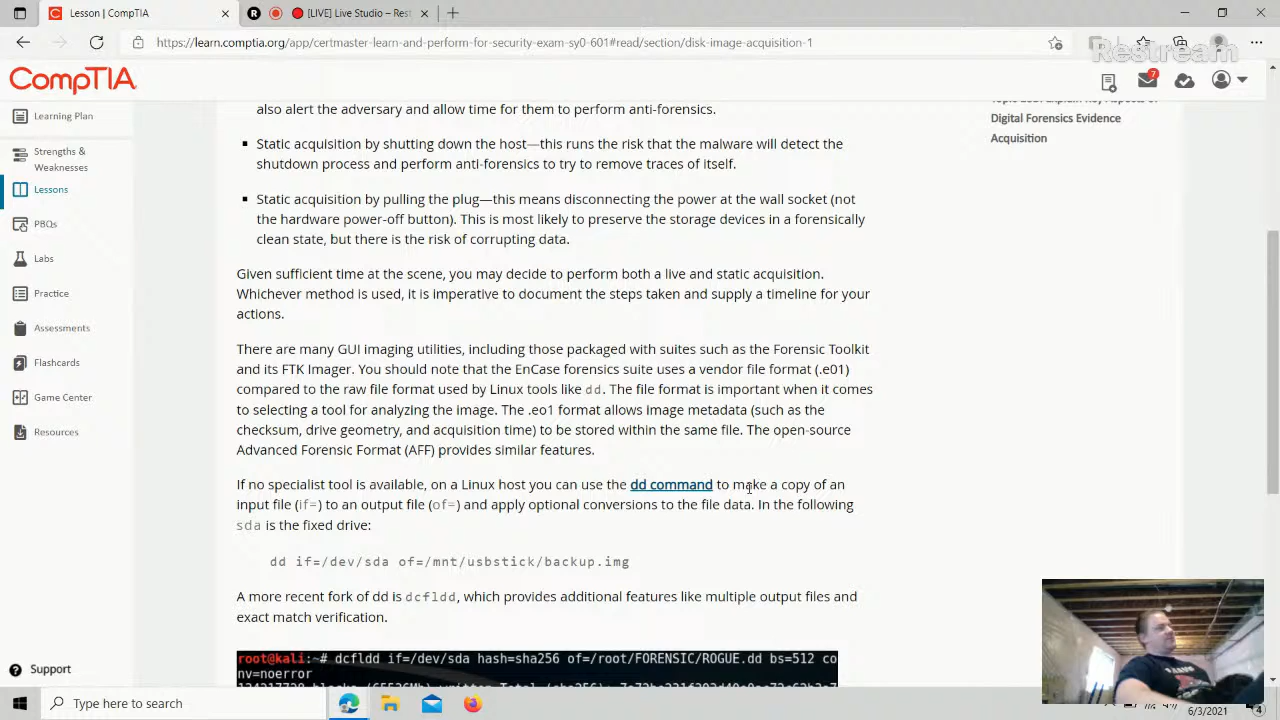 Lesson | CompTIA
[LIVE] Live Studio – Rest
https://learn.comptia.org/app/certmaster-learn-and-perform-for-security-exam-sy0-601#read/section/disk-image-acquisition-1
Restream
CompTIA.
7
Learning Plan
Strengths &
Weaknesses
Lessons
PBQs
Labs
Practice
Assessments
Flashcards
Game Center
Resources
Support
also alert the adversary and allow time for them to perform anti-forensics.
Static acquisition by shutting down the host—this runs the risk that the malware will detect the
shutdown process and perform anti-forensics to try to remove traces of itself.
Static acquisition by pulling the plug—this means disconnecting the power at the wall socket (not
the hardware power-off button). This is most likely to preserve the storage devices in a forensically
clean state, but there is the risk of corrupting data.
Given sufficient time at the scene, you may decide to perform both a live and static acquisition.
Whichever method is used, it is imperative to document the steps taken and supply a timeline for your
actions.
There are many GUI imaging utilities, including those packaged with suites such as the Forensic Toolkit
and its FTK Imager. You should note that the EnCase forensics suite uses a vendor file format (.e01)
compared to the raw file format used by Linux tools like dd. The file format is important when it comes
to selecting a tool for analyzing the image. The .eo1 format allows image metadata (such as the
checksum, drive geometry, and acquisition time) to be stored within the same file. The open-source
Advanced Forensic Format (AFF) provides similar features.
If no specialist tool is available, on a Linux host you can use the dd command to make a copy of an
input file (if=) to an output file (of=) and apply optional conversions to the file data. In the following
sda is the fixed drive:
dd if=/dev/sda of=/mnt/usbstick/backup.img
A more recent fork of dd is dcfldd, which provides additional features like multiple output files and
exact match verification.
root@kali:~# dcfldd if=/dev/sda hash=sha256 of=/root/FORENSIC/ROGUE.dd bs=512 co
nv=noerror
Digital Forensics Evidence
Acquisition
Type here to search
6/3/2021
4